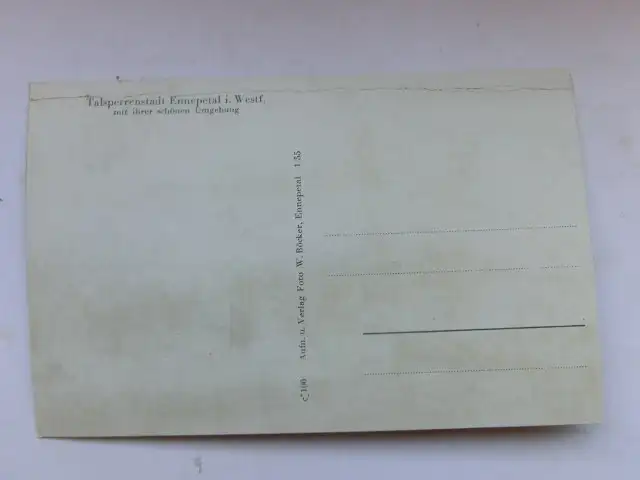 Talsperrenstadt Ennepetal i. Westf.
mit ihrer schönen Umgebung
Aufn. u. Verlag Foto W. Böcker, Ennepetal 1 55